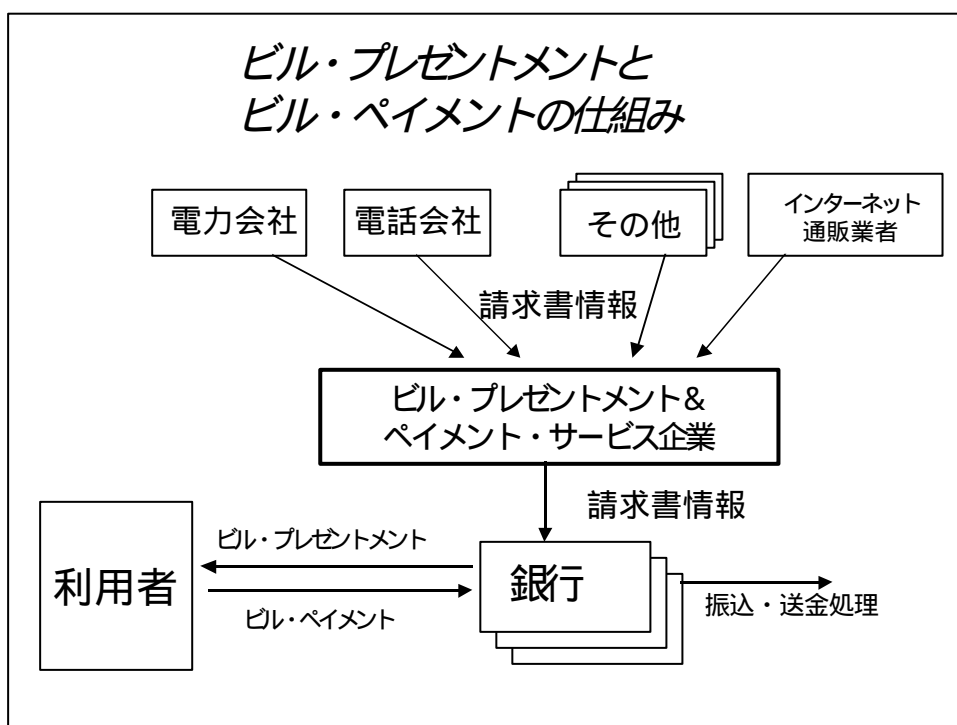 ビル・プレゼントメントと
ビル・ペイメントの仕組み
電力会社
電話会社
その他
インターネット
通販業者
請求書情報
ビル・プレゼントメント&
ペイメント・サービス企業
請求書情報
ビル・プレゼントメント
利用者
銀行
振込・送金処理
ビル・ペイメント